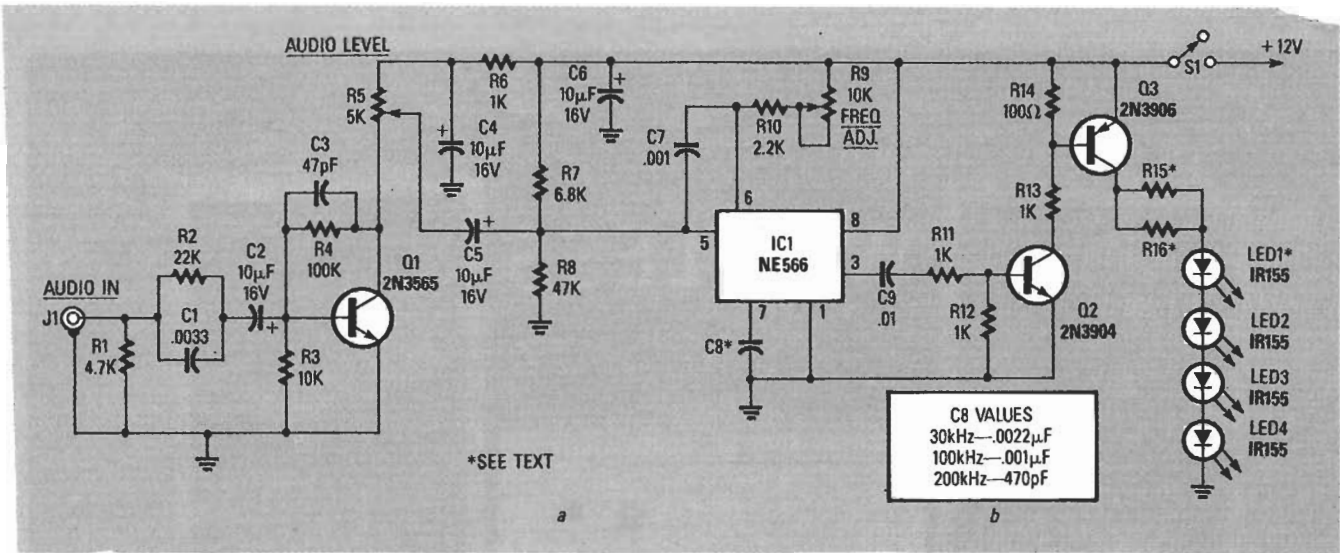 AUDIO LEVEL
R5
5K
R6
1K
C4
10µF
16V
C6
10µF
16V
R7
6.8K
R8
47K
C3
47pF
R4
100K
Q1
2N3565
C5
10µF
16V
R2
22K
C1
.0033
C2
10µF
16V
AUDIO IN
J1
R1
4.7K
R3
10K
*SEE TEXT
a
C7
.001
R10
2.2K
R9
10K
FREQ
ADJ.
6
5
8
3
7
1
IC1
NE566
C8*
C9
.01
R11
1K
R12
1K
R14
100Ω
R13
1K
Q2
2N3904
Q3
2N3906
S1
+12V
R15*
R16*
LED1*
IR155
LED2
IR155
LED3
IR155
LED4
IR155
C8 VALUES
30kHz—.0022µF
100kHz—.001µF
200kHz—470pF
b